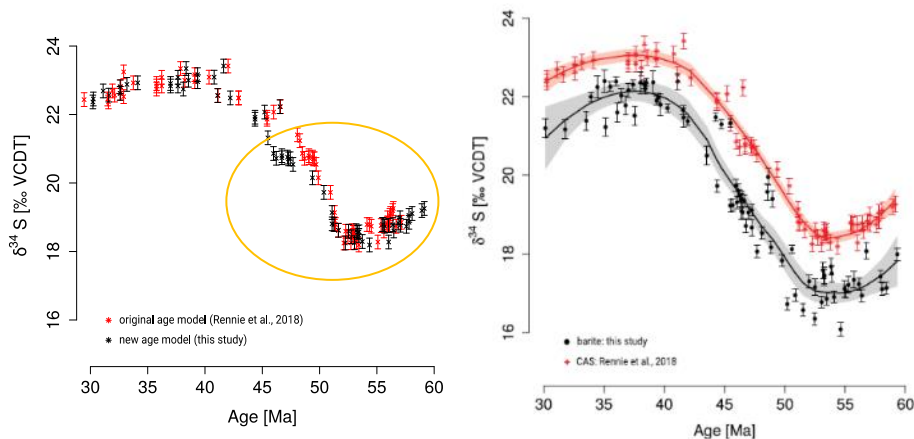 24
22
20
18
16
δ³⁴ S [‰ VCDT]
original age model (Rennie et al., 2018)
new age model (this study)
30 35 40 45 50 55 60
Age [Ma]
24
22
20
18
16
δ³⁴ S [‰ VCDT]
barite: this study
CAS: Rennie et al., 2018
30 35 40 45 50 55 60
Age [Ma]